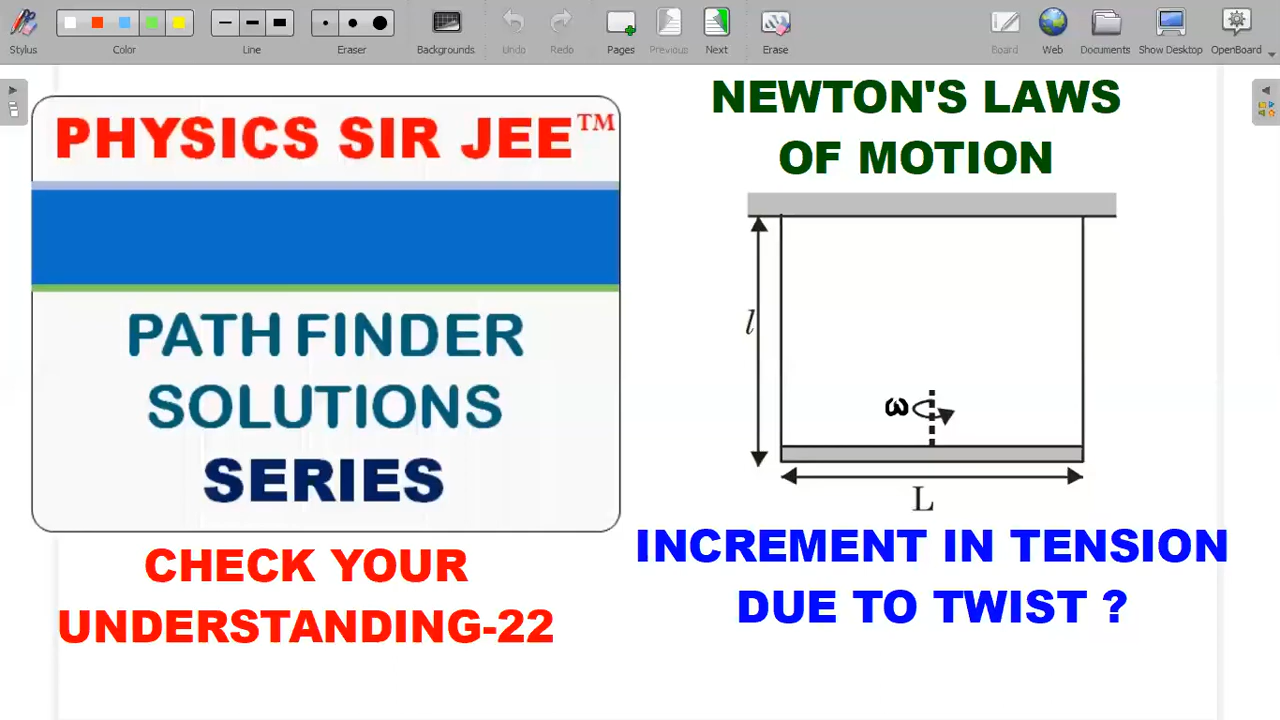 Stylus
Color
Line
Eraser
Backgrounds
Undo
Redo
Pages
Previous
Next
Erase
Board
Web
Documents
Show Desktop
OpenBoard
PHYSICS SIR JEE™
PATH FINDER
SOLUTIONS
SERIES
CHECK YOUR
UNDERSTANDING-22
NEWTON'S LAWS
OF MOTION
l
ω
L
INCREMENT IN TENSION
DUE TO TWIST ?